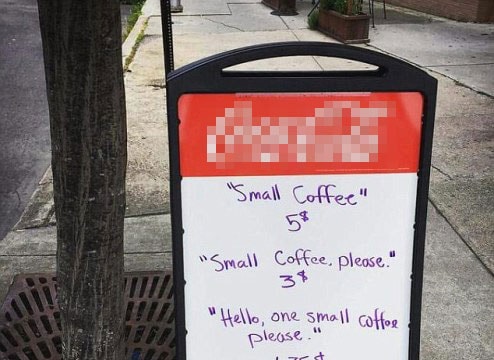 "Small Coffee"
5$
"Small Coffee, please."
3$
"Hello, one small coffee
please."